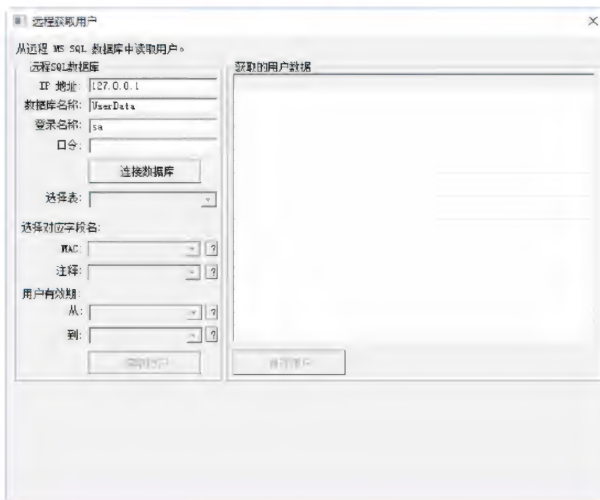 远程获取用户
从远程 MS SQL 数据库中读取用户。
远程SQL数据库
IP 地址: 127.0.0.1
数据库名称: UserData
登录名称: sa
口令:
连接数据库
选择表:
选择对应字段名:
MAC: ?
注释: ?
用户有效期:
从: ?
到: ?
获取的用户数据